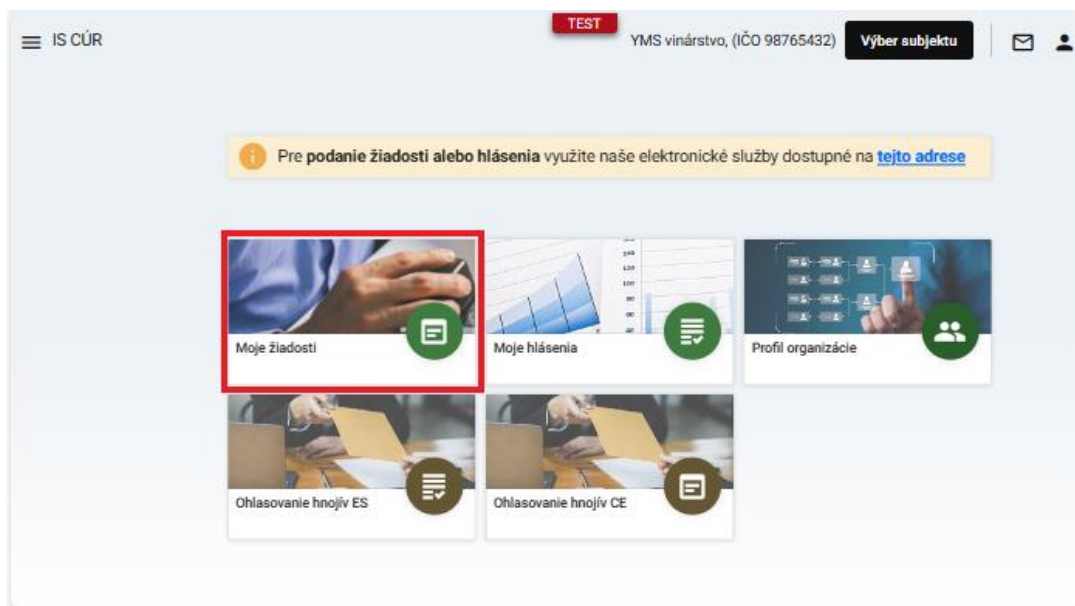 TEST
IS CÚR
YMS vinárstvo, (IČO 98765432)
Výber subjektu
Pre podanie žiadosti alebo hlásenia využite naše elektronické služby dostupné na tejto adrese
Moje žiadosti
Moje hlásenia
Profil organizácie
Ohlasovanie hnojív ES
Ohlasovanie hnojív CE